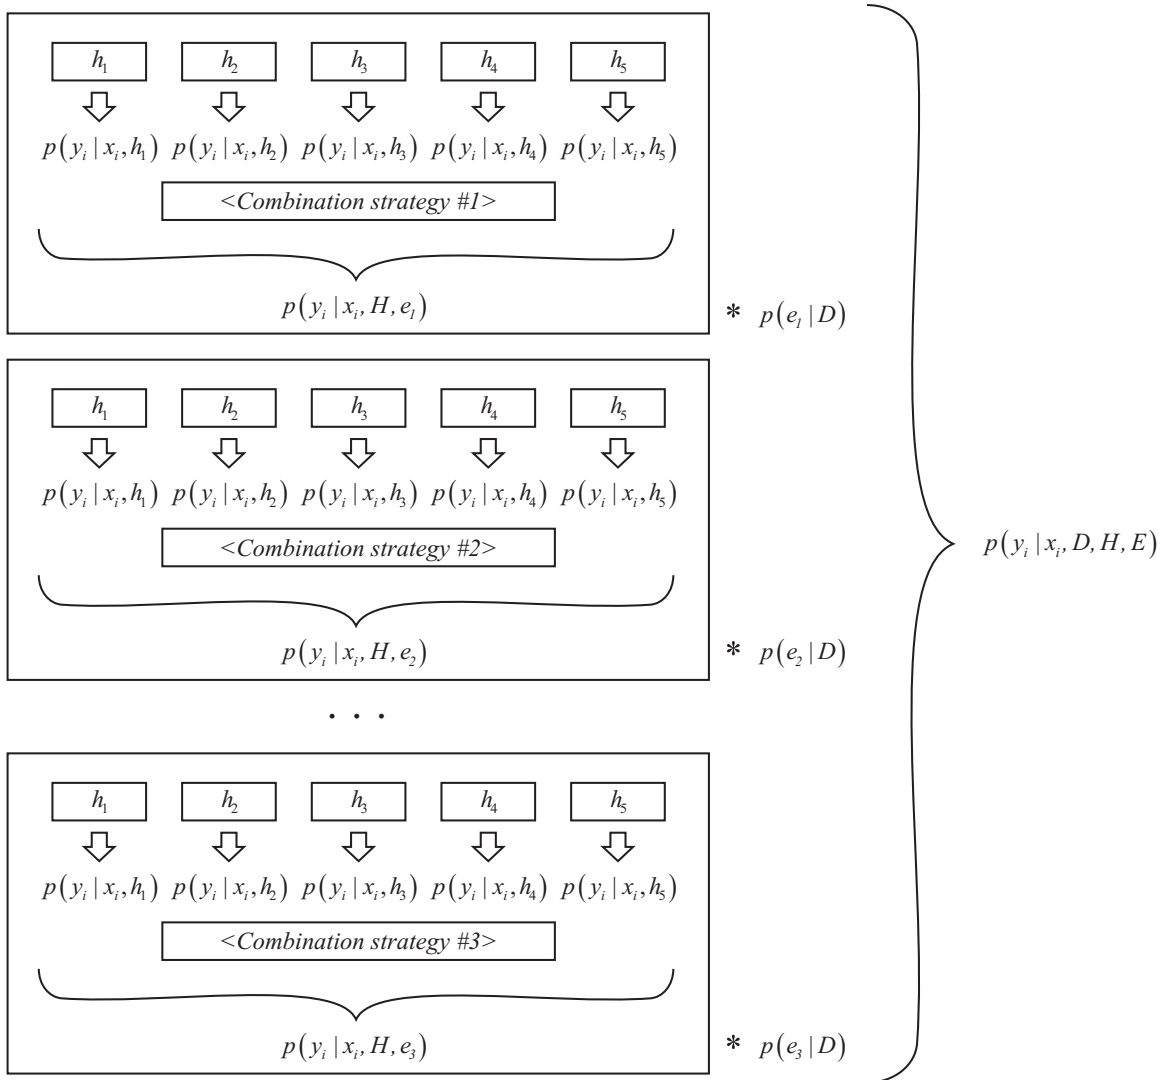 h₁ h₂ h₃ h₄ h₅
p(yᵢ | xᵢ, h₁) p(yᵢ | xᵢ, h₂) p(yᵢ | xᵢ, h₃) p(yᵢ | xᵢ, h₄) p(yᵢ | xᵢ, h₅)
<Combination strategy #1>
p(yᵢ | xᵢ, H, e₁)
* p(e₁ | D)
h₁ h₂ h₃ h₄ h₅
p(yᵢ | xᵢ, h₁) p(yᵢ | xᵢ, h₂) p(yᵢ | xᵢ, h₃) p(yᵢ | xᵢ, h₄) p(yᵢ | xᵢ, h₅)
<Combination strategy #2>
p(yᵢ | xᵢ, D, H, E)
p(yᵢ | xᵢ, H, e₂)
* p(e₂ | D)
. . .
h₁ h₂ h₃ h₄ h₅
p(yᵢ | xᵢ, h₁) p(yᵢ | xᵢ, h₂) p(yᵢ | xᵢ, h₃) p(yᵢ | xᵢ, h₄) p(yᵢ | xᵢ, h₅)
<Combination strategy #3>
p(yᵢ | xᵢ, H, e₃)
* p(e₃ | D)